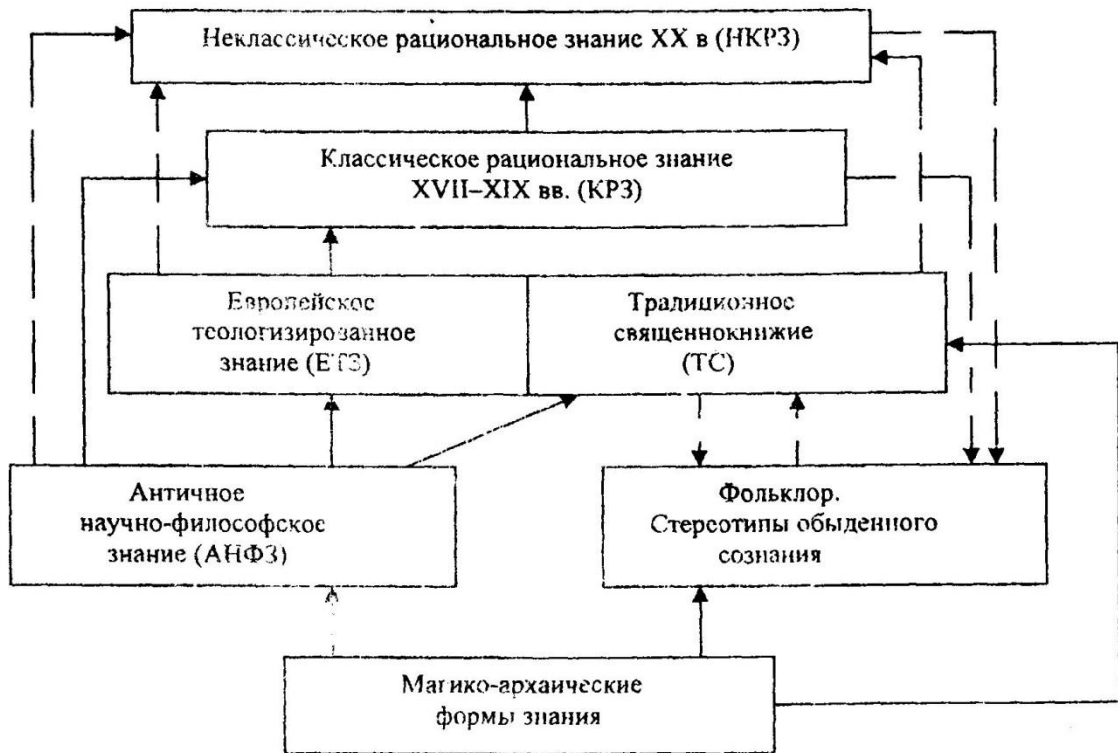 Неклассическое рациональное знание XX в (НКРЗ)
Классическое рациональное знание
XVII–XIX вв. (КРЗ)
Европейское
теологизированное
знание (ЕТЗ)
Традиционное
священнокнижие
(ТС)
Античное
научно-философское
знание (АНФЗ)
Фольклор.
Стереотипы обыденного
сознания
Магико-архаические
формы знания